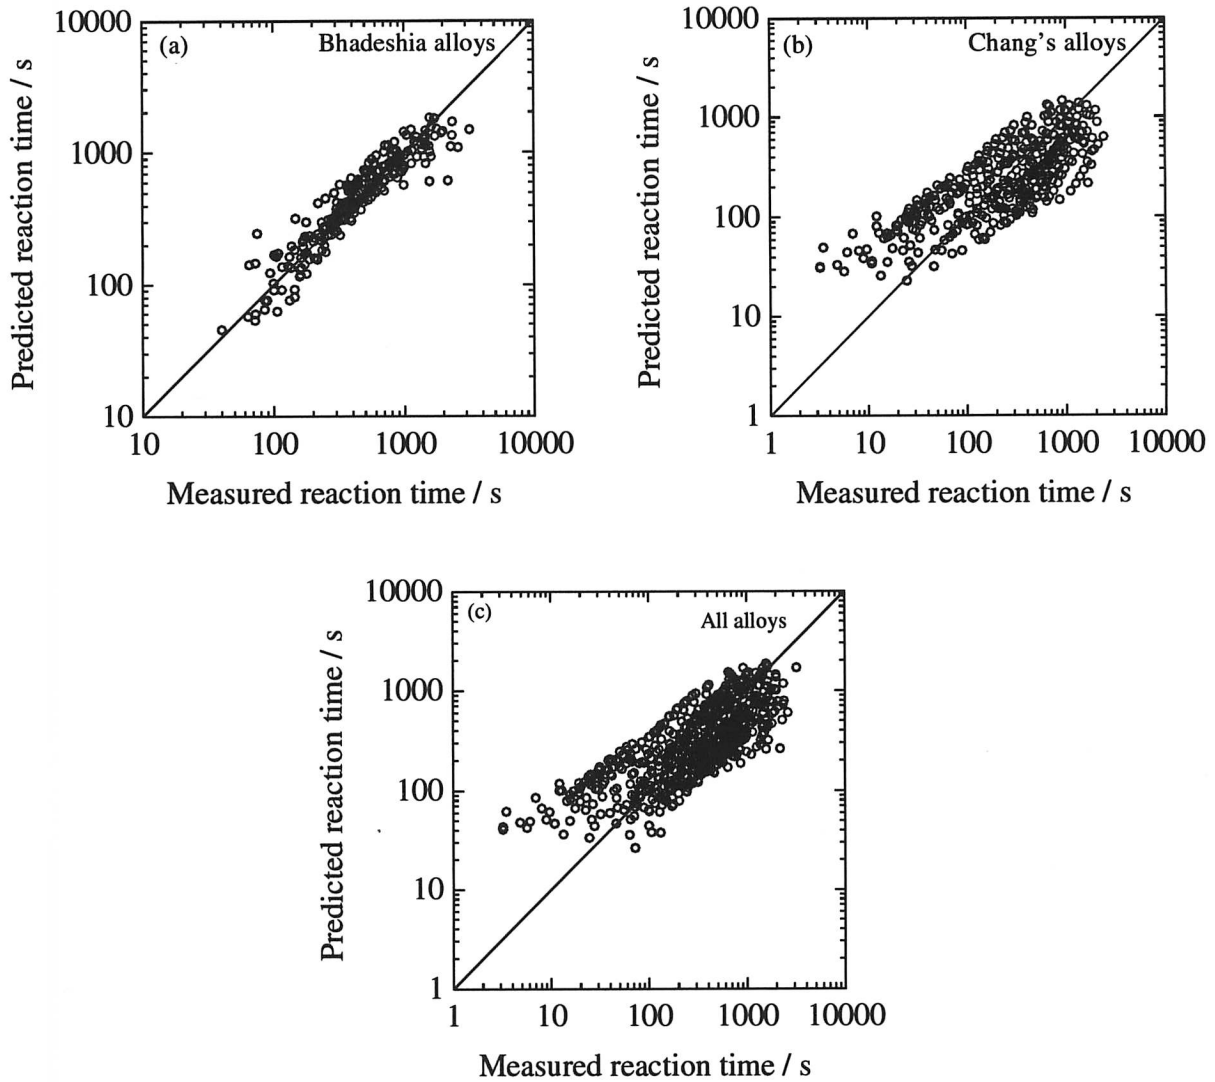 (a)
Bhadeshia alloys
Predicted reaction time / s
10000
1000
100
10
10 100 1000 10000
Measured reaction time / s
(b)
Chang's alloys
Predicted reaction time / s
10000
1000
100
10
1
1 10 100 1000 10000
Measured reaction time / s
(c)
All alloys
Predicted reaction time / s
10000
1000
100
10
1
1 10 100 1000 10000
Measured reaction time / s